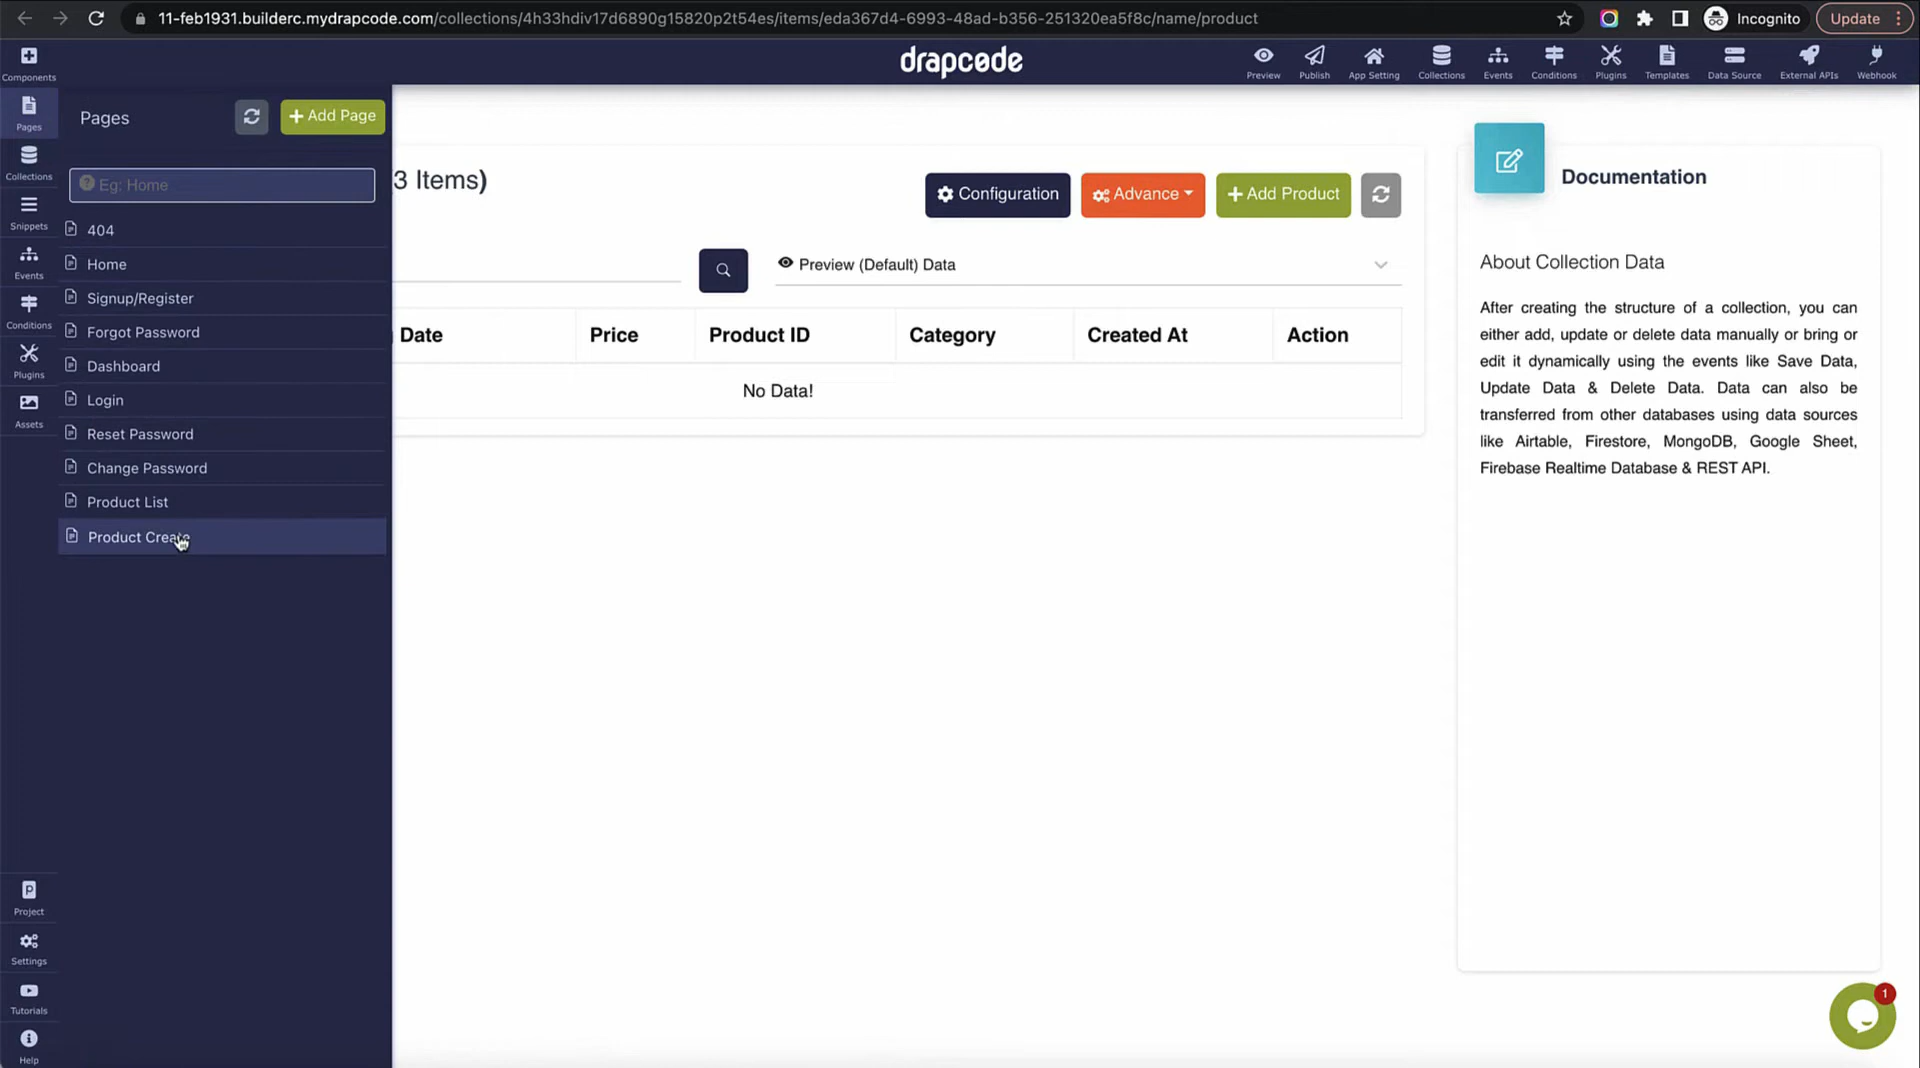 11-feb1931.builderc.mydrapcode.com/collections/4h33hdiv17d6890g15820p2t54es/items/eda367d4-6993-48ad-b356-251320ea5f8c/name/product
Incognito
Update
Components
drapcode
Preview
Publish
App Setting
Collections
Events
Conditions
Plugins
Templates
Data Source
External APIs
Webhook
Pages
Collections
Snippets
Events
Conditions
Plugins
Assets
Project
Settings
Tutorials
Help
Pages
+ Add Page
Eg: Home
404
Home
Signup/Register
Forgot Password
Dashboard
Login
Reset Password
Change Password
Product List
Product Create
3 Items)
Configuration
Advance
+ Add Product
Preview (Default) Data
Date Price Product ID Category Created At Action
No Data!
Documentation
About Collection Data
After creating the structure of a collection, you can
either add, update or delete data manually or bring or
edit it dynamically using the events like Save Data,
Update Data & Delete Data. Data can also be
transferred from other databases using data sources
like Airtable, Firestore, MongoDB, Google Sheet,
Firebase Realtime Database & REST API.
1